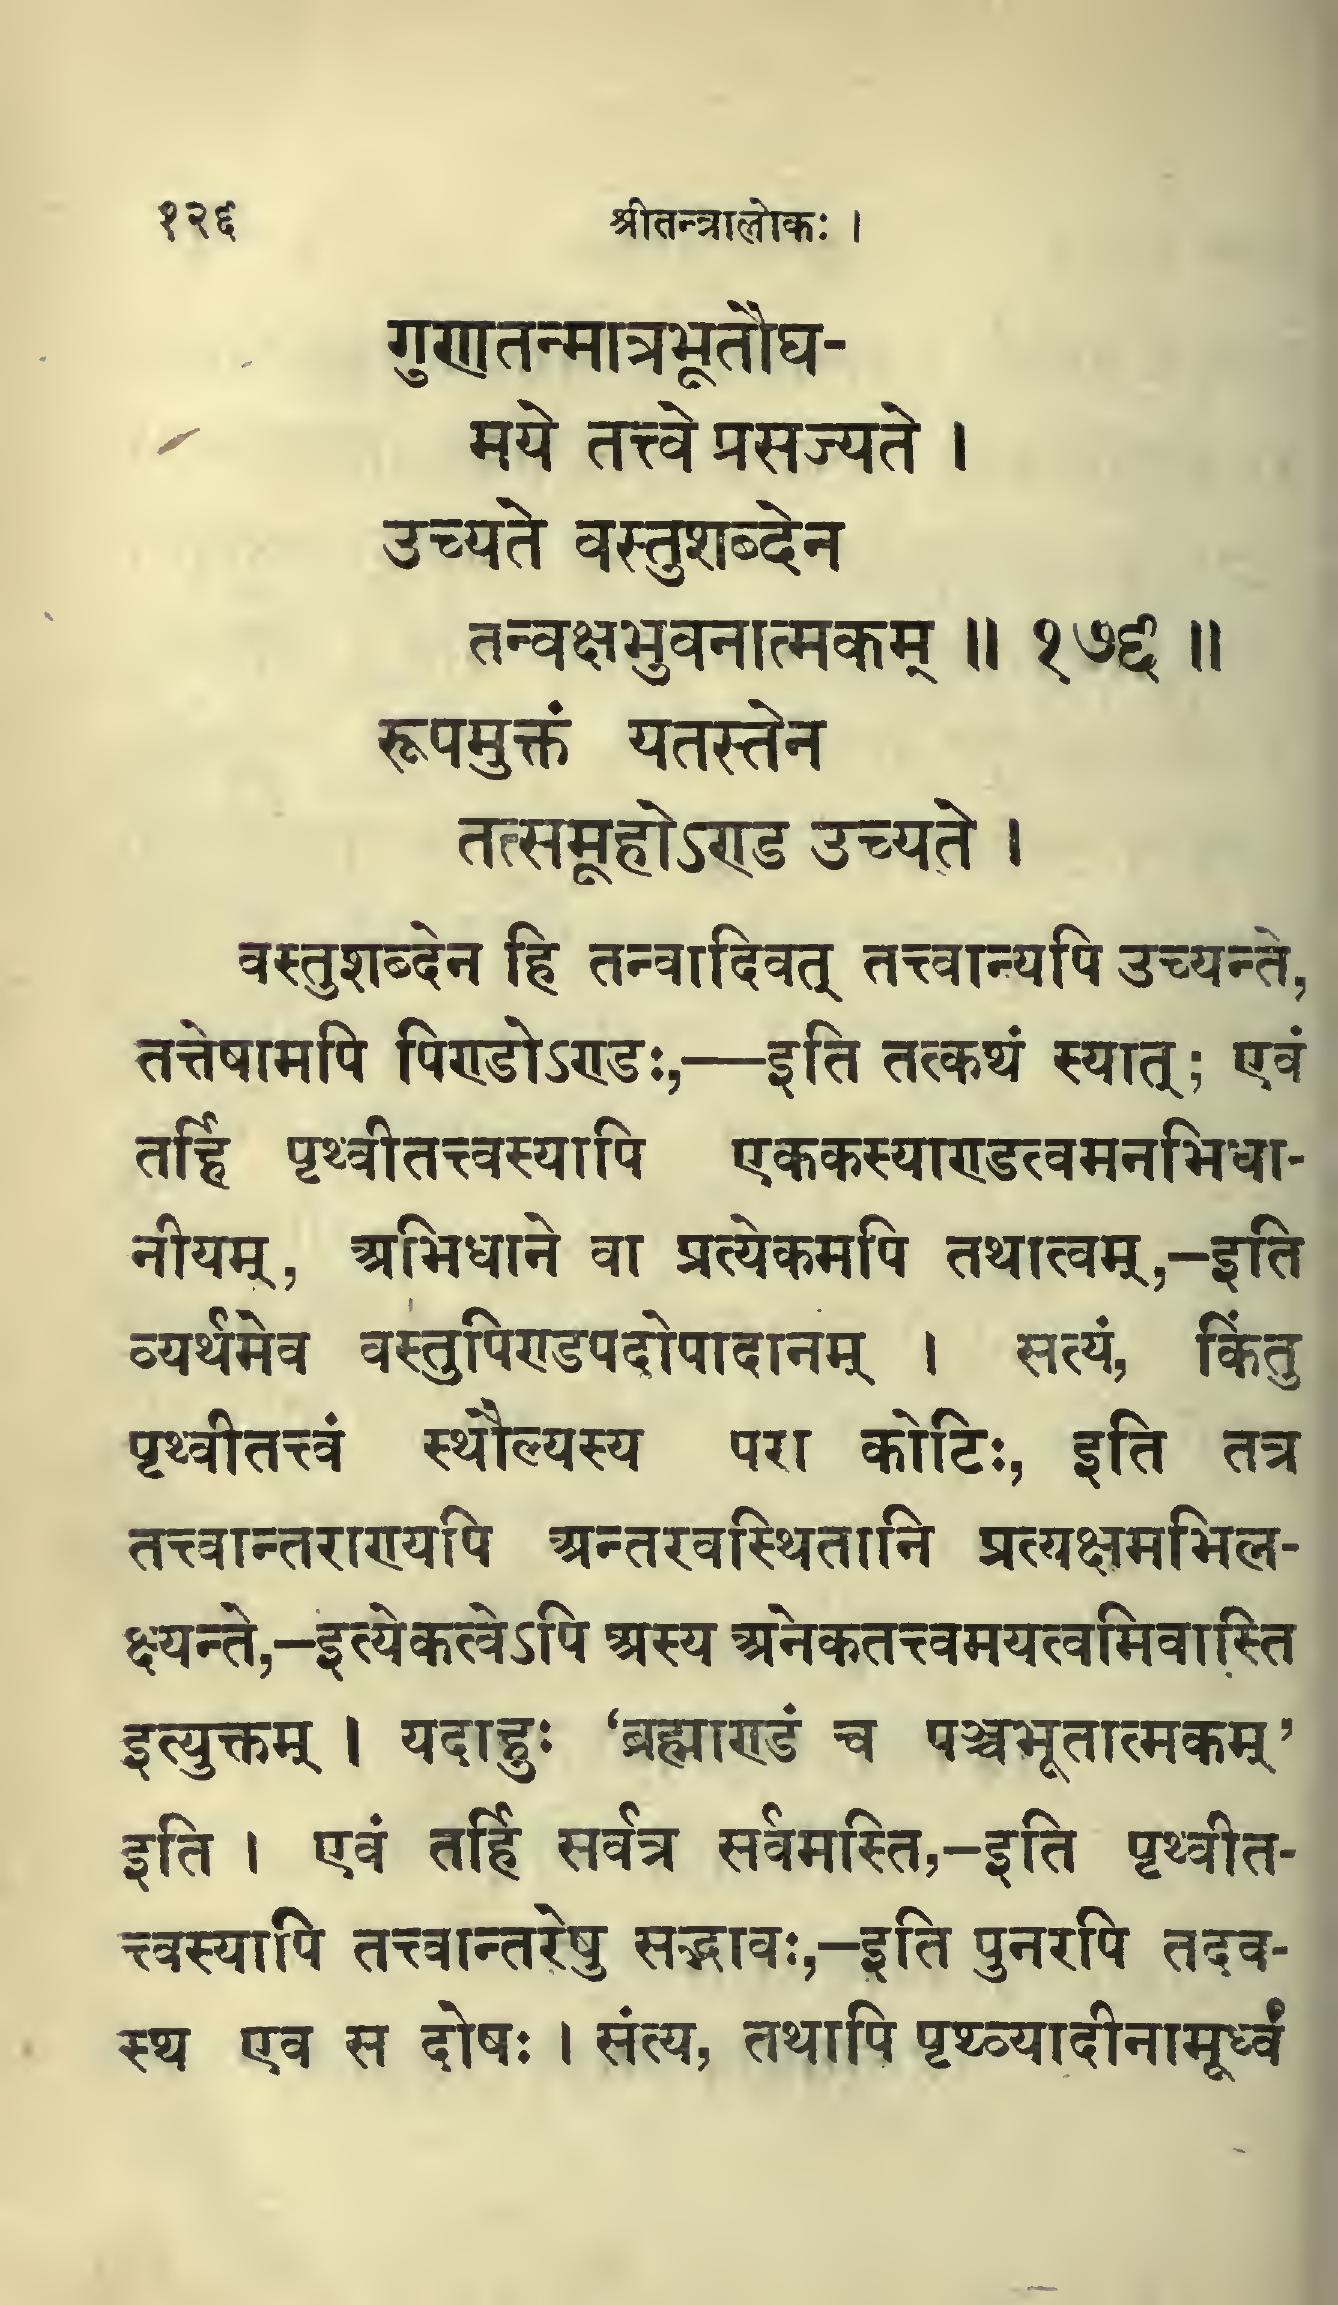 १२६ श्रीतन्त्रालोकः ।
गुणतन्मात्रभूतौघ-
मये तत्त्वे प्रसज्यते ।
उच्यते वस्तुशब्देन
तन्वक्षभुवनात्मकम् ॥ १७६ ॥
रूपमुक्तं यतस्तेन
तत्समूहोऽण्ड उच्यते ।
वस्तुशब्देन हि तन्वादिवत् तत्त्वान्यपि उच्यन्ते,
तत्तेषामपि पिण्डोऽण्डः,—इति तत्कथं स्यात्; एवं
तर्हि पृथ्वीतत्त्वस्यापि एककस्याण्डत्वमनभिधा-
नीयम्, अभिधाने वा प्रत्येकमपि तथात्वम्,–इति
व्यर्थमेव वस्तुपिण्डपदोपादानम् । सत्यं, किंतु
पृथ्वीतत्त्वं स्थौल्यस्य परा कोटिः, इति तत्र
तत्त्वान्तराण्यपि अन्तरवस्थितानि प्रत्यक्षमभिल-
क्ष्यन्ते,–इत्येकत्वेऽपि अस्य अनेकतत्त्वमयत्वमिवास्ति
इत्युक्तम् । यदाहुः ‘ब्रह्माण्डं च पञ्चभूतात्मकम्’
इति । एवं तर्हि सर्वत्र सर्वमस्ति,–इति पृथ्वीत-
त्त्वस्यापि तत्त्वान्तरेषु सद्भावः,–इति पुनरपि तदव-
स्थ एव स दोषः । संत्य, तथापि पृथ्व्यादीनामूर्ध्वं